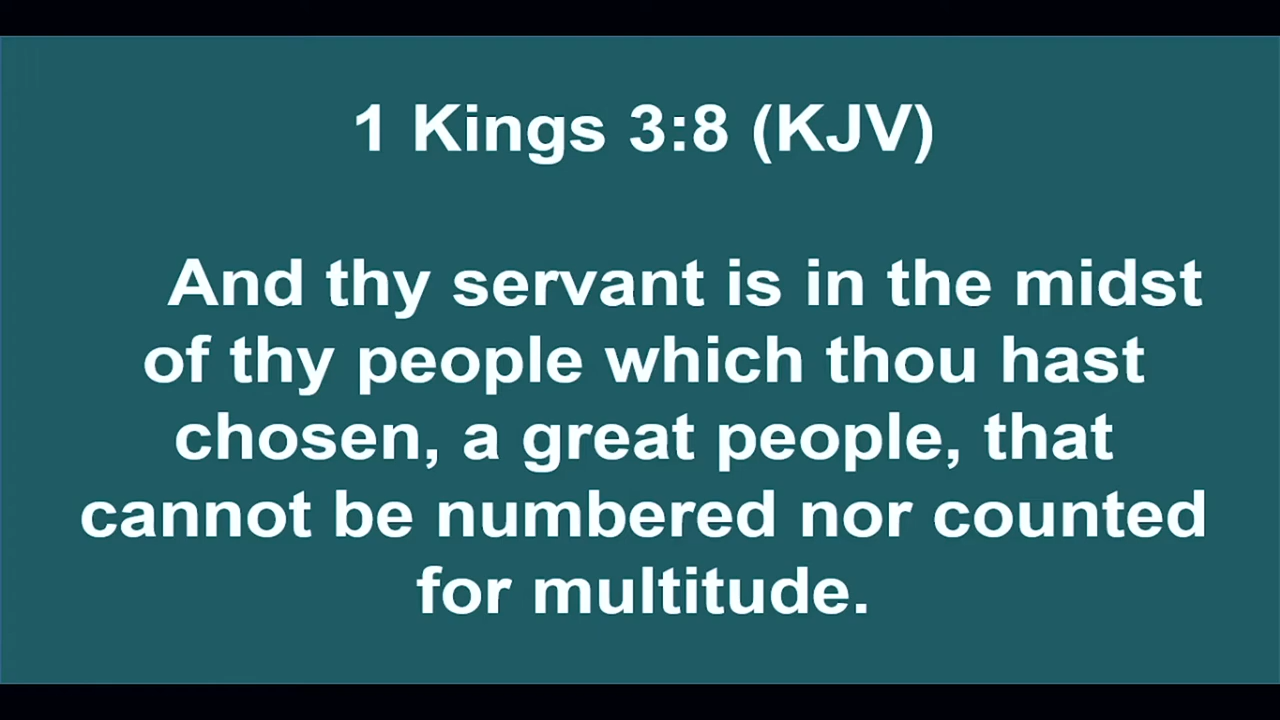 1 Kings 3:8 (KJV)
And thy servant is in the midst
of thy people which thou hast
chosen, a great people, that
cannot be numbered nor counted
for multitude.